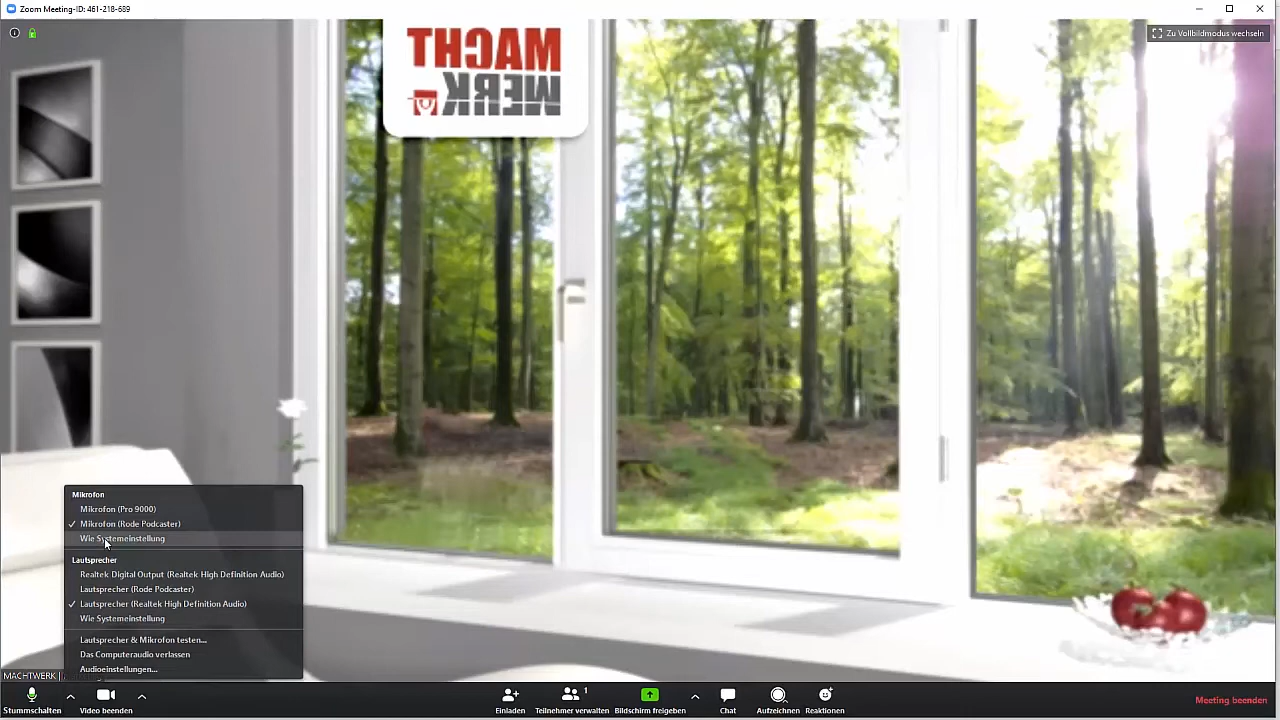 Zoom Meeting-ID: 461-218-689
Zu Vollbildmodus wechseln
MACHT
WERK
Mikrofon
Mikrofon (Pro 9000)
Mikrofon (Rode Podcaster)
Wie Systemeinstellung
Lautsprecher
Realtek Digital Output (Realtek High Definition Audio)
Lautsprecher (Rode Podcaster)
Lautsprecher (Realtek High Definition Audio)
Wie Systemeinstellung
Lautsprecher & Mikrofon testen...
Das Computeraudio verlassen
Audioeinstellungen...
MACHTWERK |
Stummschalten
Video beenden
Einladen
1
Teilnehmer verwalten
Bildschirm freigeben
Chat
Aufzeichnen
Reaktionen
Meeting beenden